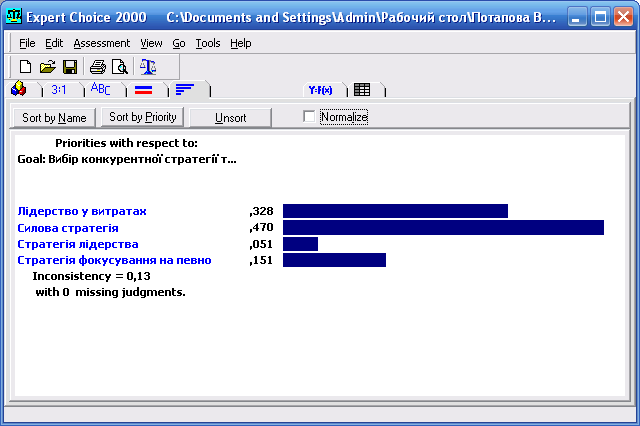 Expert Choice 2000 C:\Documents and Settings\Admin\Рабочий стол\Потапова В...
File Edit Assessment View Go Tools Help
3:1 ABC Y:F(x)
Sort by Name Sort by Priority Unsort Normalize
Priorities with respect to:
Goal: Вибір конкурентної стратегії т...
Лідерство у витратах ,328
Силова стратегія ,470
Стратегія лідерства ,051
Стратегія фокусування на певно ,151
Inconsistency = 0,13
with 0 missing judgments.